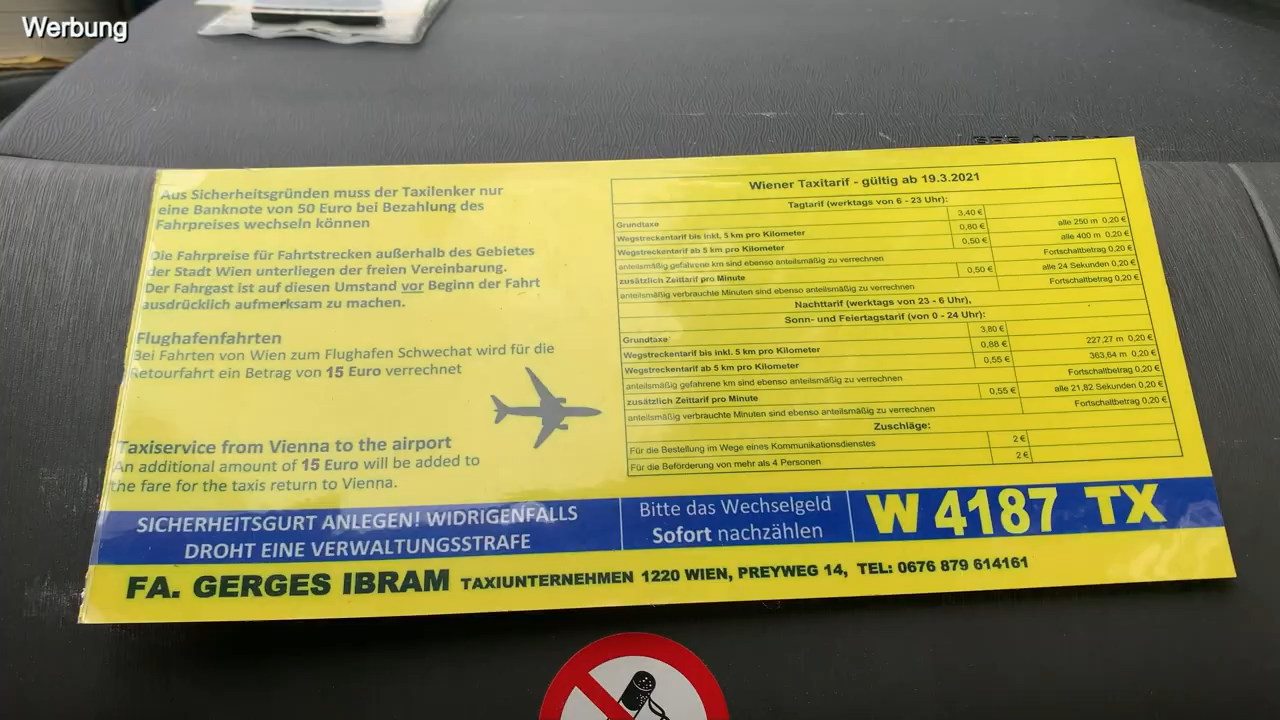 Werbung
Aus Sicherheitsgründen muss der Taxilenker nur
eine Banknote von 50 Euro bei Bezahlung des
Fahrpreises wechseln können
Die Fahrpreise für Fahrtstrecken außerhalb des Gebietes
der Stadt Wien unterliegen der freien Vereinbarung.
Der Fahrgast ist auf diesen Umstand vor Beginn der Fahrt
ausdrücklich aufmerksam zu machen.
Flughafenfahrten
Bei Fahrten von Wien zum Flughafen Schwechat wird für die
Retourfahrt ein Betrag von 15 Euro verrechnet
Taxiservice from Vienna to the airport
An additional amount of 15 Euro will be added to
the fare for the taxis return to Vienna.
Wiener Taxitarif - gültig ab 19.3.2021
Tagtarif (werktags von 6 - 23 Uhr):
Grundtaxe 3,40 €
Wegstreckentarif bis inkl. 5 km pro Kilometer 0,80 € alle 250 m 0,20 €
Wegstreckentarif ab 5 km pro Kilometer 0,50 € alle 400 m 0,20 €
anteilsmäßig gefahrene km sind ebenso anteilsmäßig zu verrechnen Fortschaltbetrag 0,20 €
zusätzlich Zeittarif pro Minute 0,50 € alle 24 Sekunden 0,20 €
anteilsmäßig verbrauchte Minuten sind ebenso anteilsmäßig zu verrechnen Fortschaltbetrag 0,20 €
Nachttarif (werktags von 23 - 6 Uhr),
Sonn- und Feiertagstarif (von 0 - 24 Uhr):
Grundtaxe 3,80 €
Wegstreckentarif bis inkl. 5 km pro Kilometer 0,88 € 227,27 m 0,20 €
Wegstreckentarif ab 5 km pro Kilometer 0,55 € 363,64 m 0,20 €
anteilsmäßig gefahrene km sind ebenso anteilsmäßig zu verrechnen Fortschaltbetrag 0,20 €
zusätzlich Zeittarif pro Minute 0,55 € alle 21,82 Sekunden 0,20 €
anteilsmäßig verbrauchte Minuten sind ebenso anteilsmäßig zu verrechnen Fortschaltbetrag 0,20 €
Zuschläge:
Für die Bestellung im Wege eines Kommunikationsdienstes 2 €
Für die Beförderung von mehr als 4 Personen 2 €
SICHERHEITSGURT ANLEGEN! WIDRIGENFALLS
DROHT EINE VERWALTUNGSSTRAFE
Bitte das Wechselgeld
Sofort nachzählen
W 4187 TX
FA. GERGES IBRAM TAXIUNTERNEHMEN 1220 WIEN, PREYWEG 14, TEL: 0676 879 614161